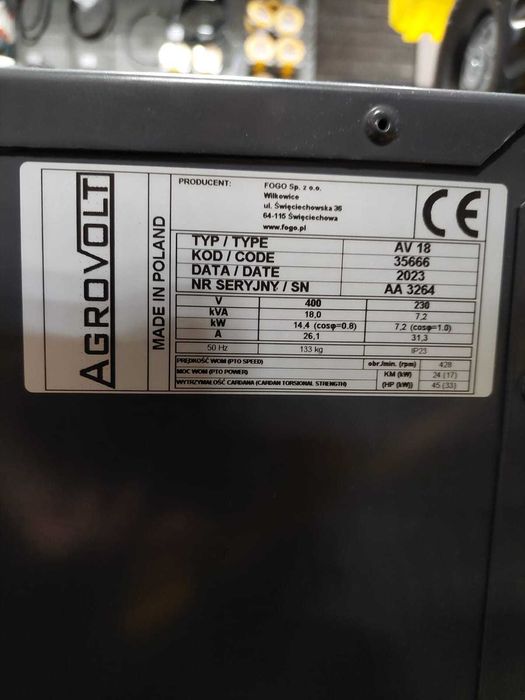 AGROVOLT
MADE IN POLAND
PRODUCENT: FOGO Sp. z o.o.
Wilkowice
ul. Święciechowska 36
64-115 Święciechowa
www.fogo.pl
CE
TYP / TYPE AV 18
KOD / CODE 35666
DATA / DATE 2023
NR SERYJNY / SN AA 3264
V 400 230
kVA 18,0 7,2
kW 14,4 (cosφ=0.8) 7,2 (cosφ=1.0)
A 26,1 31,3
50 Hz 133 kg IP23
PRĘDKOŚĆ WOM (PTO SPEED) obr./min. (rpm) 428
MOC WOM (PTO POWER) KM (kW) 24 (17)
WYTRZYMAŁOŚĆ CARDANA (CARDAN TORSIONAL STRENGTH) (HP (kW)) 45 (33)